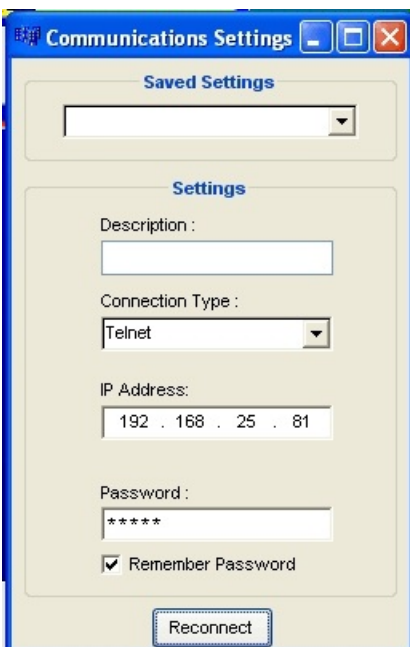 Communications Settings
Saved Settings
Settings
Description :
Connection Type :
Telnet
IP Address:
192 . 168 . 25 . 81
Password :
*****
Remember Password
Reconnect